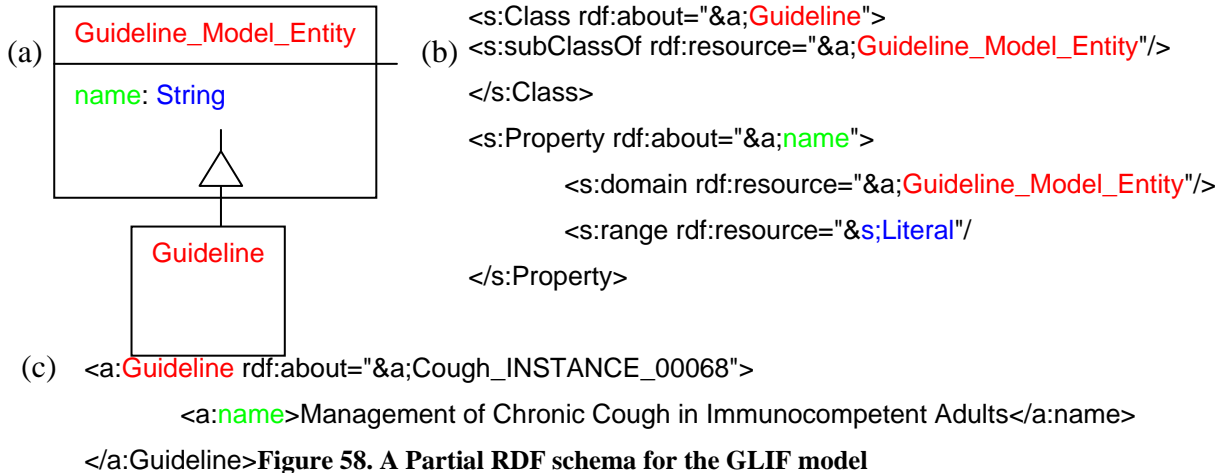 (a)
Guideline_Model_Entity
name: String
Guideline
(b)
<s:Class rdf:about="&a;Guideline">
<s:subClassOf rdf:resource="&a;Guideline_Model_Entity"/>
</s:Class>
<s:Property rdf:about="&a;name">
<s:domain rdf:resource="&a;Guideline_Model_Entity"/>
<s:range rdf:resource="&s;Literal"/
</s:Property>
(c) <a:Guideline rdf:about="&a;Cough_INSTANCE_00068">
<a:name>Management of Chronic Cough in Immunocompetent Adults</a:name>
</a:Guideline>Figure 58. A Partial RDF schema for the GLIF model